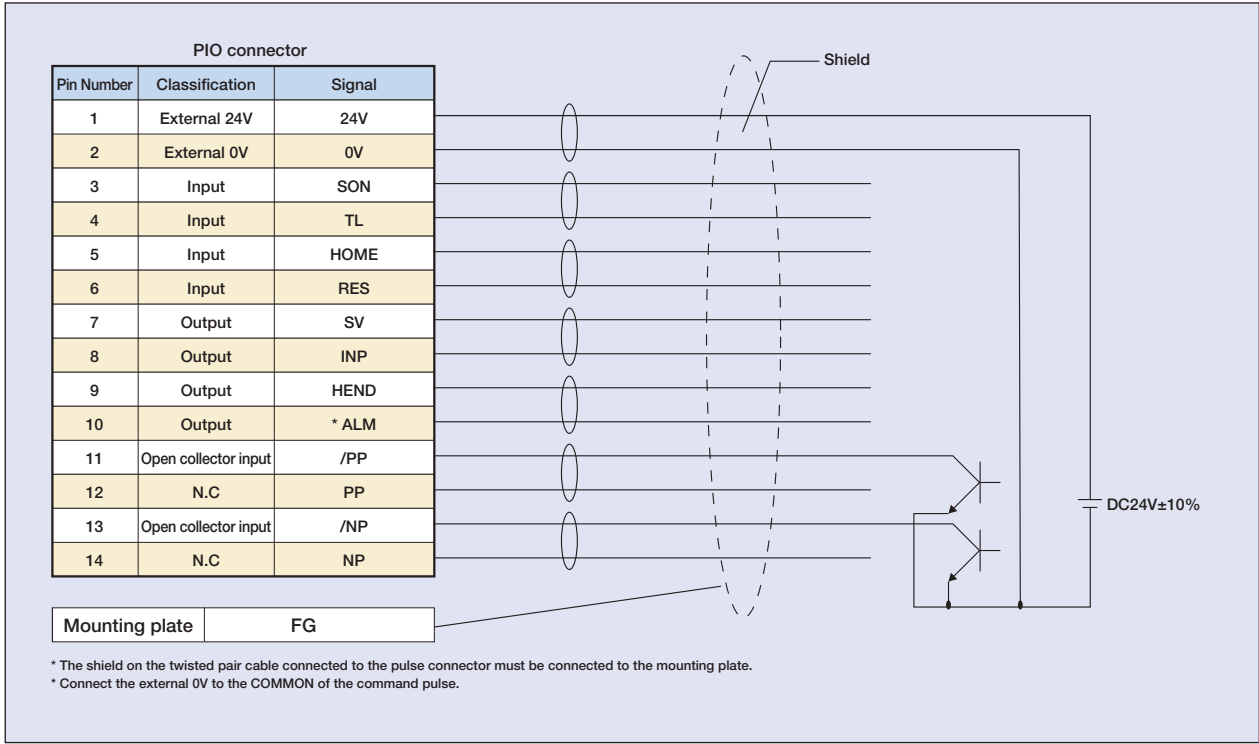 PIO connector
Shield
Pin Number Classification Signal
1 External 24V 24V
2 External 0V 0V
3 Input SON
4 Input TL
5 Input HOME
6 Input RES
7 Output SV
8 Output INP
9 Output HEND
10 Output * ALM
11 Open collector input /PP
12 N.C PP
13 Open collector input /NP
14 N.C NP
DC24V±10%
Mounting plate FG
* The shield on the twisted pair cable connected to the pulse connector must be connected to the mounting plate.
* Connect the external 0V to the COMMON of the command pulse.